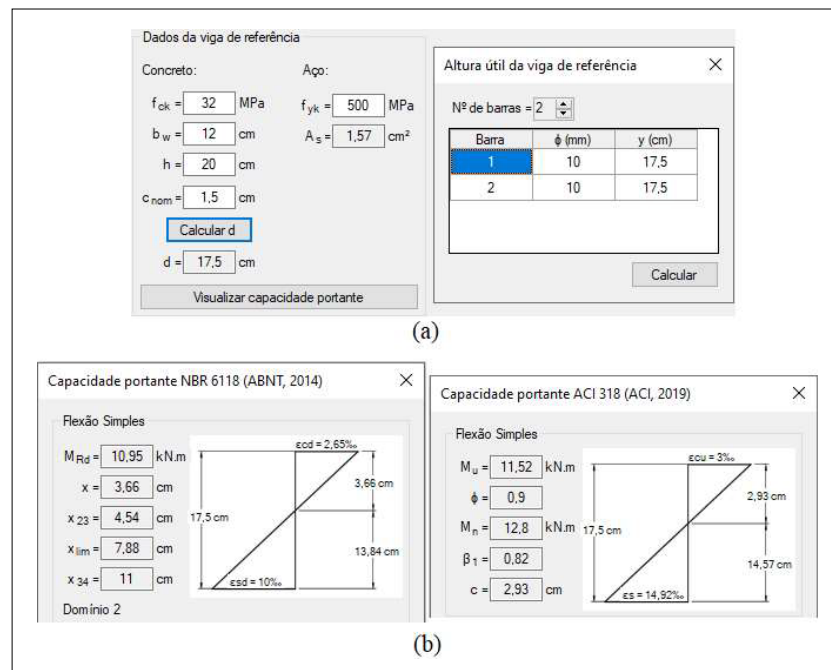 Dados da viga de referência
Concreto: Aço:
fck = 32 MPa fyk = 500 MPa
bw = 12 cm As = 1,57 cm²
h = 20 cm
cnom = 1,5 cm
Calcular d
d = 17,5 cm
Visualizar capacidade portante
Altura útil da viga de referência
Nº de barras = 2
Barra ϕ (mm) y (cm)
1 10 17,5
2 10 17,5
Calcular
(a)
Capacidade portante NBR 6118 (ABNT, 2014)
Flexão Simples
MRd = 10,95 kN.m
x = 3,66 cm
x23 = 4,54 cm
xlim = 7,88 cm
x34 = 11 cm
Domínio 2
εcd = 2,65‰
3,66 cm
17,5 cm
13,84 cm
εsd = 10‰
Capacidade portante ACI 318 (ACI, 2019)
Flexão Simples
Mu = 11,52 kN.m
ϕ = 0,9
Mn = 12,8 kN.m
β1 = 0,82
c = 2,93 cm
εcu = 3‰
2,93 cm
17,5 cm
14,57 cm
εs = 14,92‰
(b)